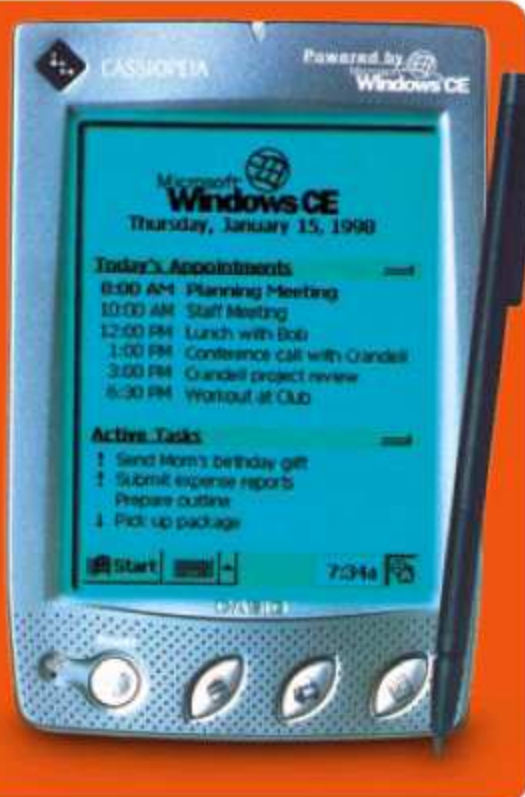 CASSIOPEIA
Powered by
Windows CE
Microsoft
Windows CE
Thursday, January 15, 1998
Today's Appointments
8:00 AM Planning Meeting
10:00 AM Staff Meeting
12:00 PM Lunch with Bob
1:00 PM Conference call with Crandell
3:00 PM Crandell project review
6:30 PM Workout at Club
Active Tasks
! Send Mom's birthday gift
! Submit expense reports
Prepare outline
↓ Pick up package
Start
7:34a
CASIO